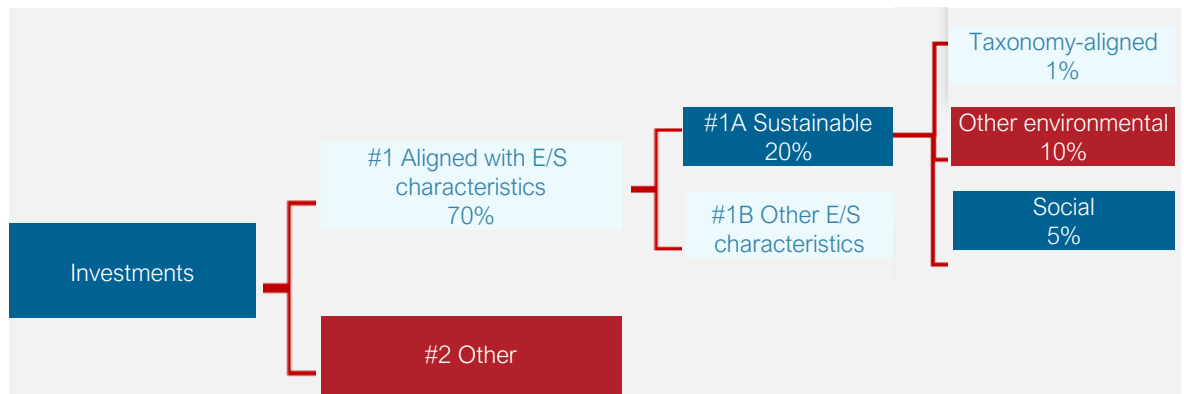 Investments
#1 Aligned with E/S
characteristics
70%
#2 Other
#1A Sustainable
20%
#1B Other E/S
characteristics
Taxonomy-aligned
1%
Other environmental
10%
Social
5%